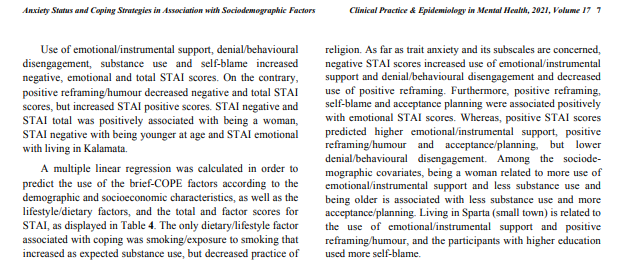 Anxiety Status and Coping Strategies in Association with Sociodemographic Factors
Clinical Practice & Epidemiology in Mental Health, 2021, Volume 17 7
Use of emotional/instrumental support, denial/behavioural
disengagement, substance use and self-blame increased
negative, emotional and total STAI scores. On the contrary,
positive reframing/humour decreased negative and total STAI
scores, but increased STAI positive scores. STAI negative and
STAI total was positively associated with being a woman,
STAI negative with being younger at age and STAI emotional
with living in Kalamata.
A multiple linear regression was calculated in order to
predict the use of the brief-COPE factors according to the
demographic and socioeconomic characteristics, as well as the
lifestyle/dietary factors, and the total and factor scores for
STAI, as displayed in Table 4. The only dietary/lifestyle factor
associated with coping was smoking/exposure to smoking that
increased as expected substance use, but decreased practice of
religion. As far as trait anxiety and its subscales are concerned,
negative STAI scores increased use of emotional/instrumental
support and denial/behavioural disengagement and decreased
use of positive reframing. Furthermore, positive reframing,
self-blame and acceptance planning were associated positively
with emotional STAI scores. Whereas, positive STAI scores
predicted higher emotional/instrumental support, positive
reframing/humour and acceptance/planning, but lower
denial/behavioural disengagement. Among the sociode-
mographic covariates, being a woman related to more use of
emotional/instrumental support and less substance use and
being older is associated with less substance use and more
acceptance/planning. Living in Sparta (small town) is related to
the use of emotional/instrumental support and positive
reframing/humour, and the participants with higher education
used more self-blame.